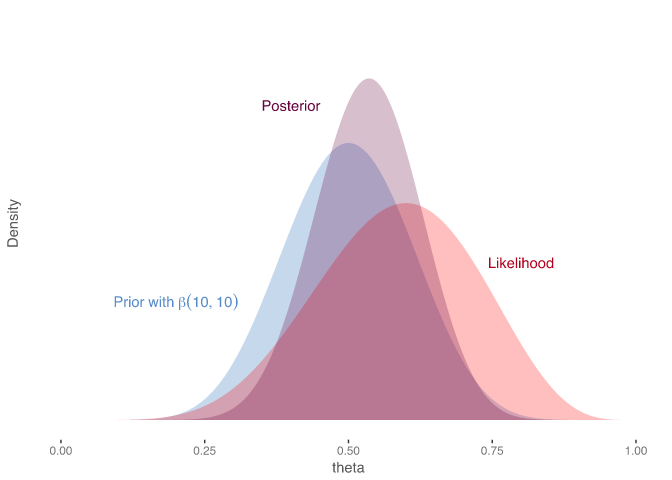 Posterior
Likelihood
Prior with β(10, 10)
Density
0.00 0.25 0.50 0.75 1.00
theta